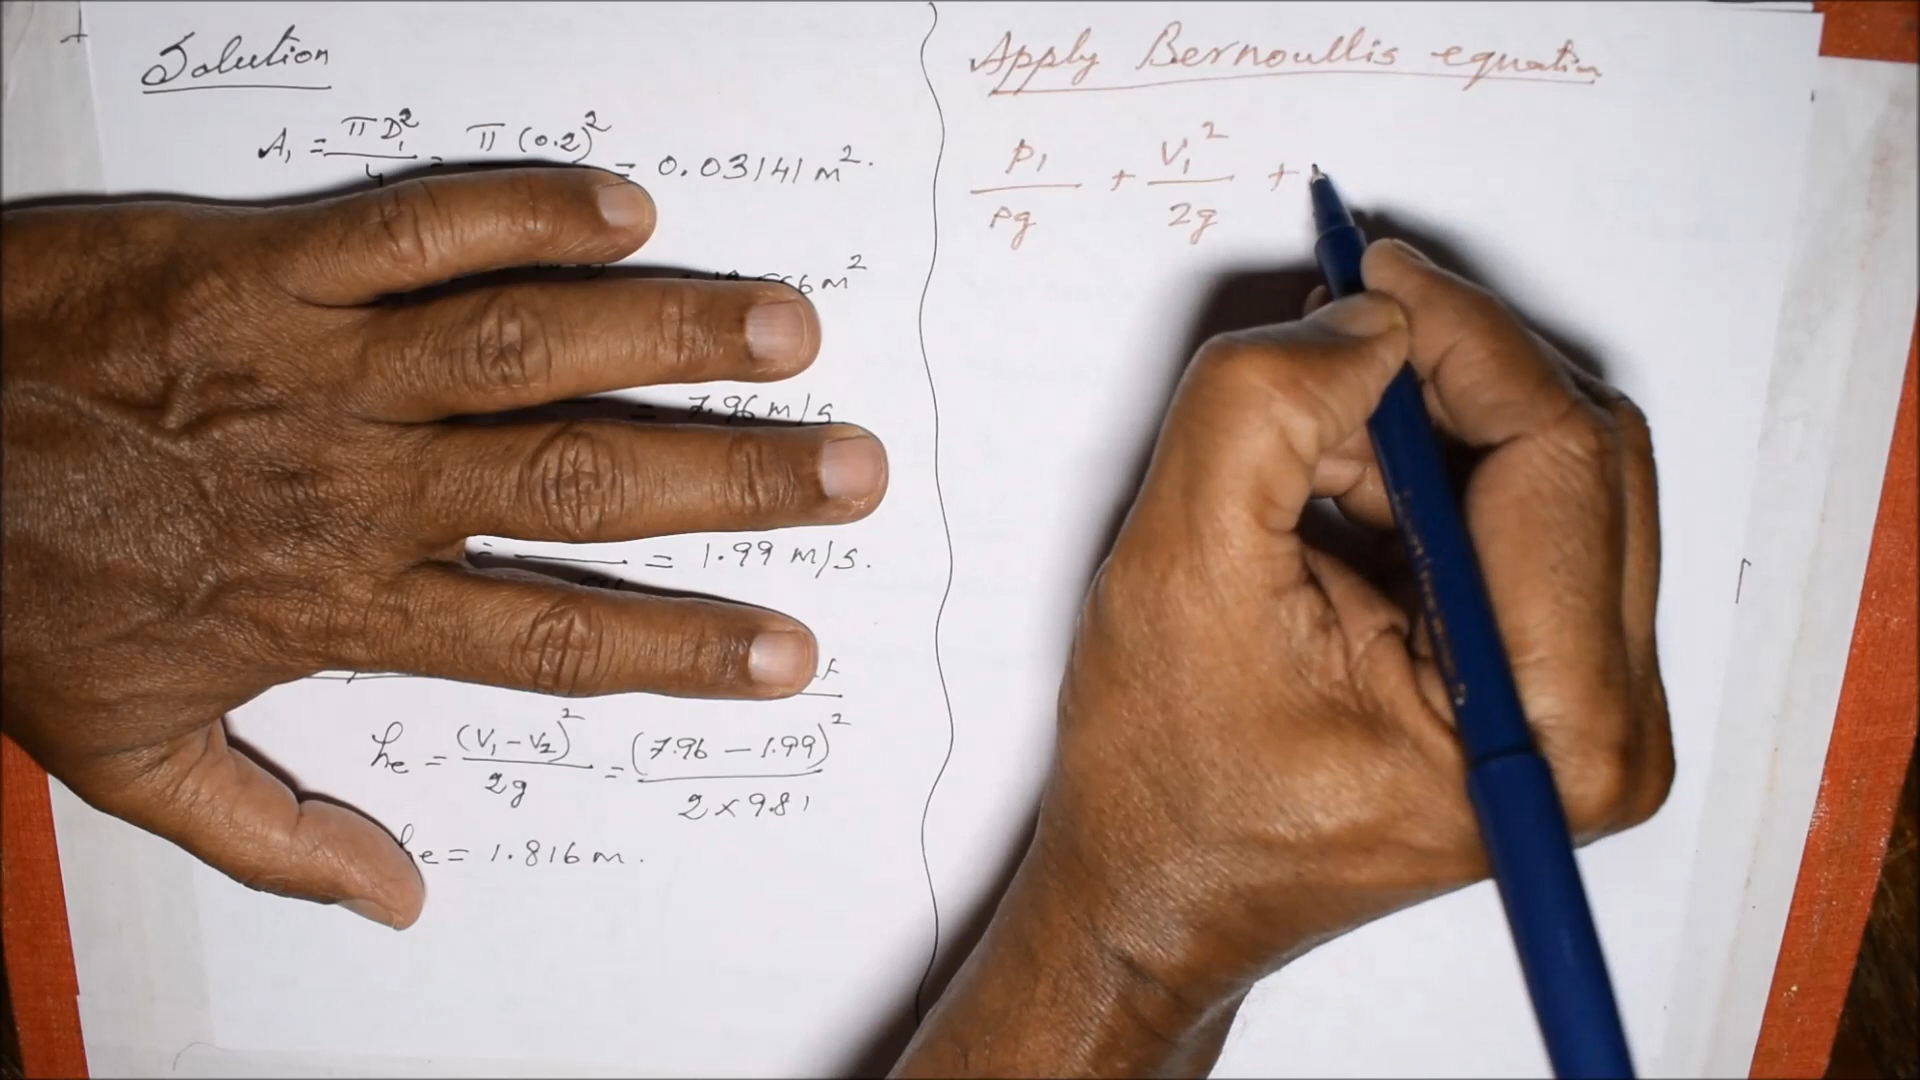 Solution
A₁ = πD₁²/4 = π(0.2)² = 0.03141 m².
6 m²
= 7.96 m/s
= = 1.99 m/s.
he = (V₁ - V₂)²/2g = (7.96 - 1.99)²/2 × 9.81
he = 1.816 m.
Apply Bernoullis equation
P₁/ρg + V₁²/2g +